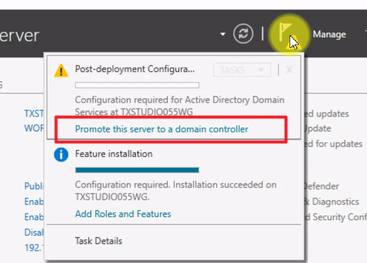 erver
Manage
Post-deployment Configura...
TASKS
X
Configuration required for Active Directory Domain
Services at TXSTUDIO055WG
Promote this server to a domain controller
Feature installation
Configuration required. Installation succeeded on
TXSTUDIO055WG.
Add Roles and Features
Task Details
TXST
WOF
Publi
Enab
Enab
Disal
192.
ed updates
Update
ed for updates
Defender
& Diagnostics
d Security Conf